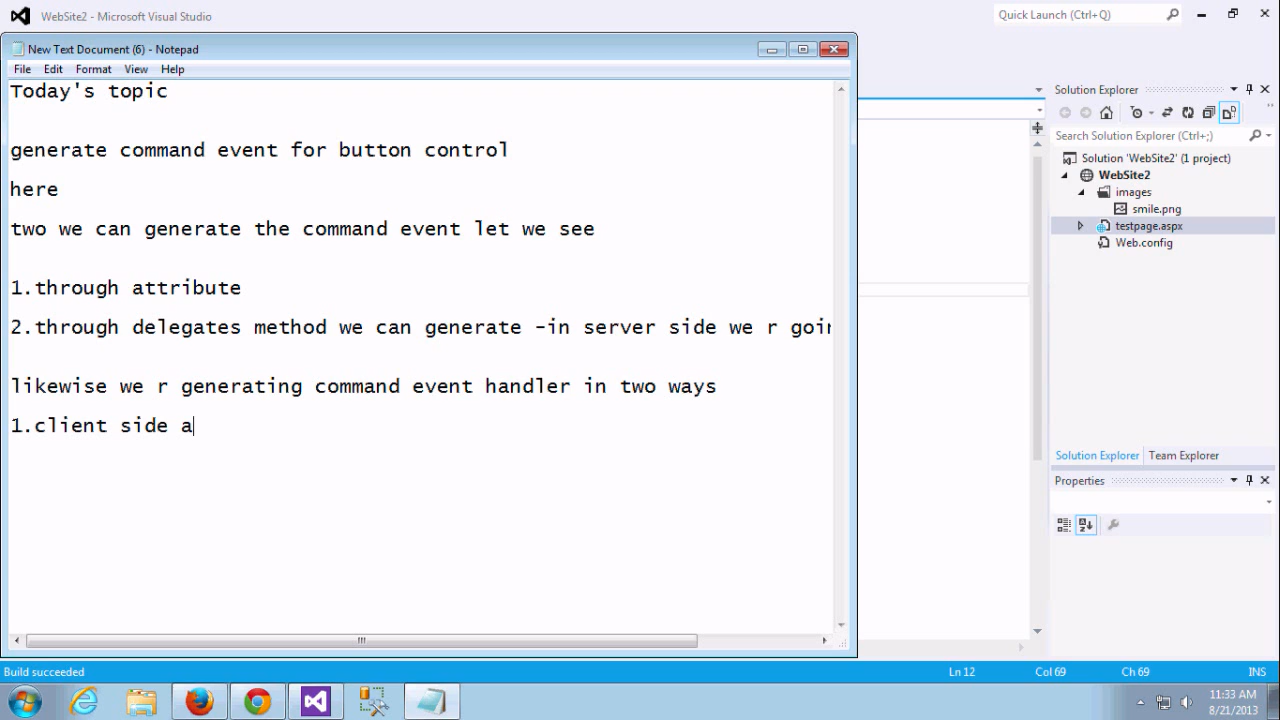 WebSite2 - Microsoft Visual Studio
Quick Launch (Ctrl+Q)
New Text Document (6) - Notepad
File Edit Format View Help
Today's topic
generate command event for button control
here
two we can generate the command event let we see
1.through attribute
2.through delegates method we can generate -in server side we r goin
likewise we r generating command event handler in two ways
1.client side a
Solution Explorer
Search Solution Explorer (Ctrl+;)
Solution 'WebSite2' (1 project)
WebSite2
images
smile.png
testpage.aspx
Web.config
Solution Explorer Team Explorer
Properties
Build succeeded Ln 12 Col 69 Ch 69 INS
11:33 AM
8/21/2013